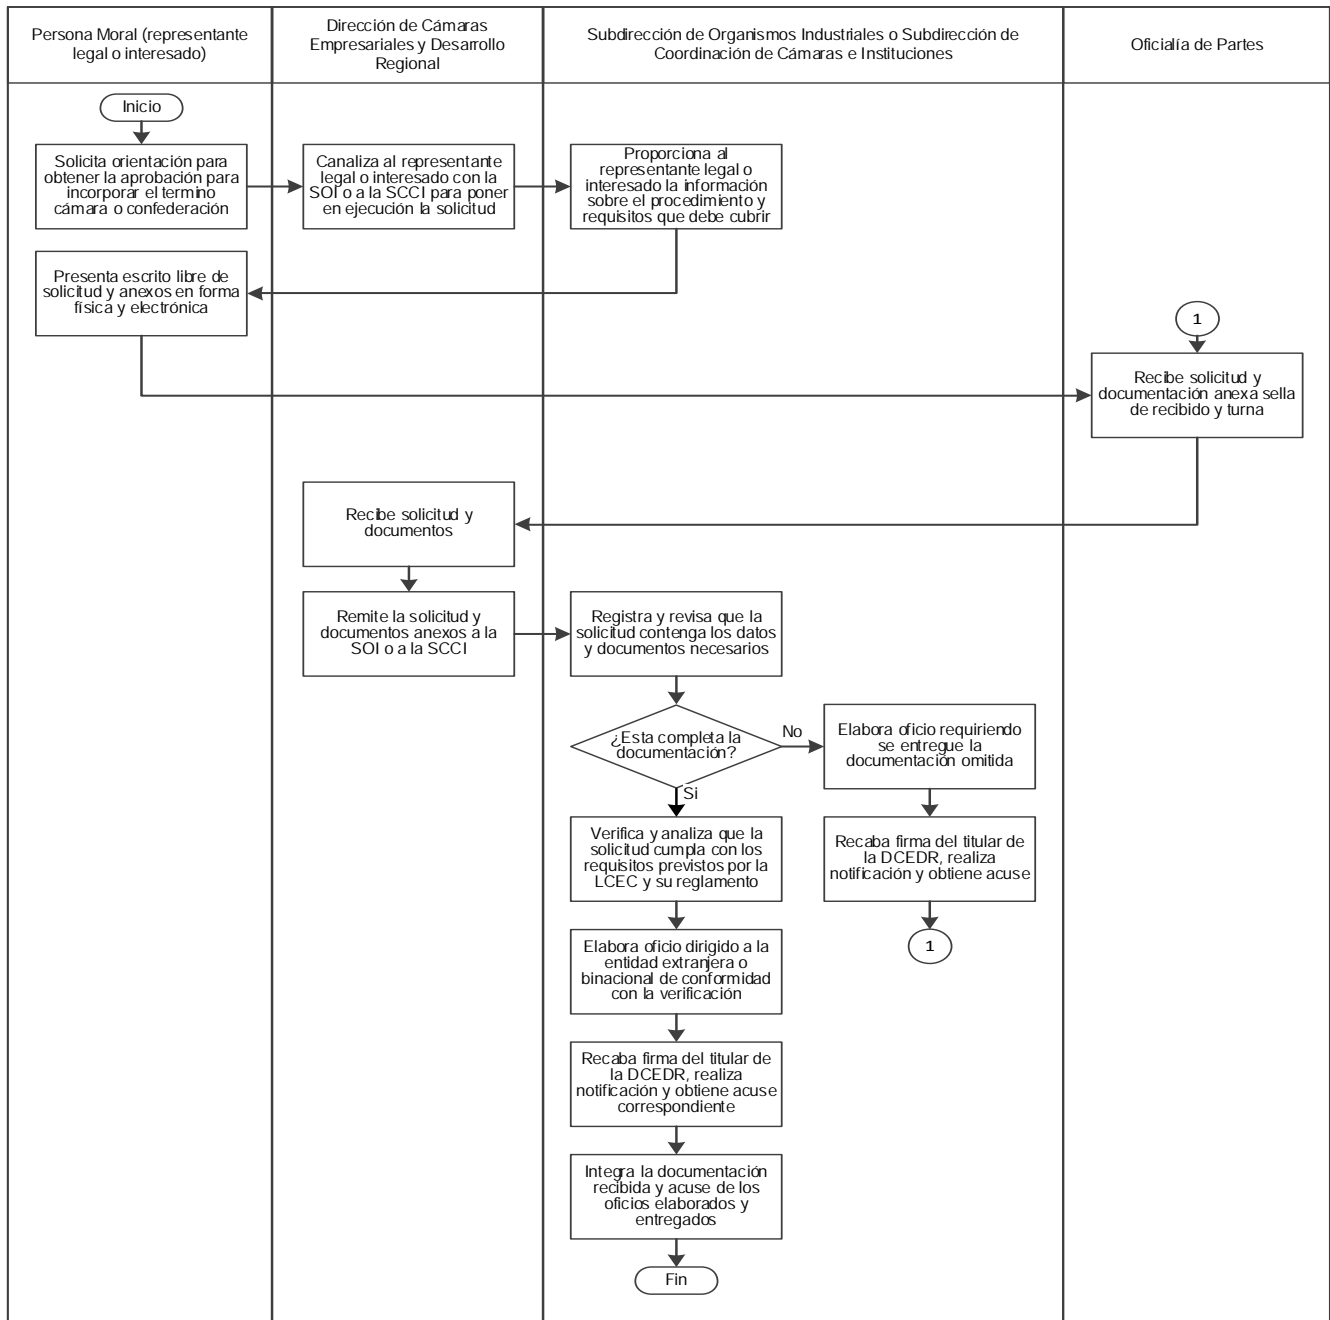 Persona Moral (representante
legal o interesado)
Dirección de Cámaras
Empresariales y Desarrollo
Regional
Subdirección de Organismos Industriales o Subdirección de
Coordinación de Cámaras e Instituciones
Oficialía de Partes
Inicio
Solicita orientación para
obtener la aprobación para
incorporar el termino
cámara o confederación
Canaliza al representante
legal o interesado con la
SOI o a la SCCI para poner
en ejecución la solicitud
Proporciona al
representante legal o
interesado la información
sobre el procedimiento y
requisitos que debe cubrir
Presenta escrito libre de
solicitud y anexos en forma
física y electrónica
1
Recibe solicitud y
documentación anexa sella
de recibido y turna
Recibe solicitud y
documentos
Remite la solicitud y
documentos anexos a la
SOI o a la SCCI
Registra y revisa que la
solicitud contenga los datos
y documentos necesarios
¿Esta completa la
documentación?
No
Elabora oficio requiriendo
se entregue la
documentación omitida
Si
Verifica y analiza que la
solicitud cumpla con los
requisitos previstos por la
LCEC y su reglamento
Recaba firma del titular de
la DCEDR, realiza
notificación y obtiene acuse
1
Elabora oficio dirigido a la
entidad extranjera o
binacional de conformidad
con la verificación
Recaba firma del titular de
la DCEDR, realiza
notificación y obtiene acuse
correspondiente
Integra la documentación
recibida y acuse de los
oficios elaborados y
entregados
Fin